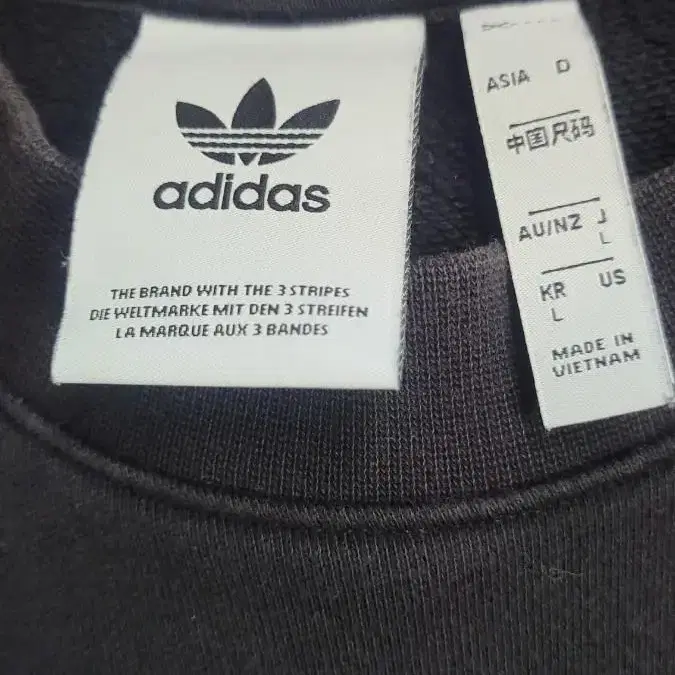 adidas
THE BRAND WITH THE 3 STRIPES
DIE WELTMARKE MIT DEN 3 STREIFEN
LA MARQUE AUX 3 BANDES
ASIA D
中国尺码
AU/NZ J
L
KR US
L
MADE IN
VIETNAM